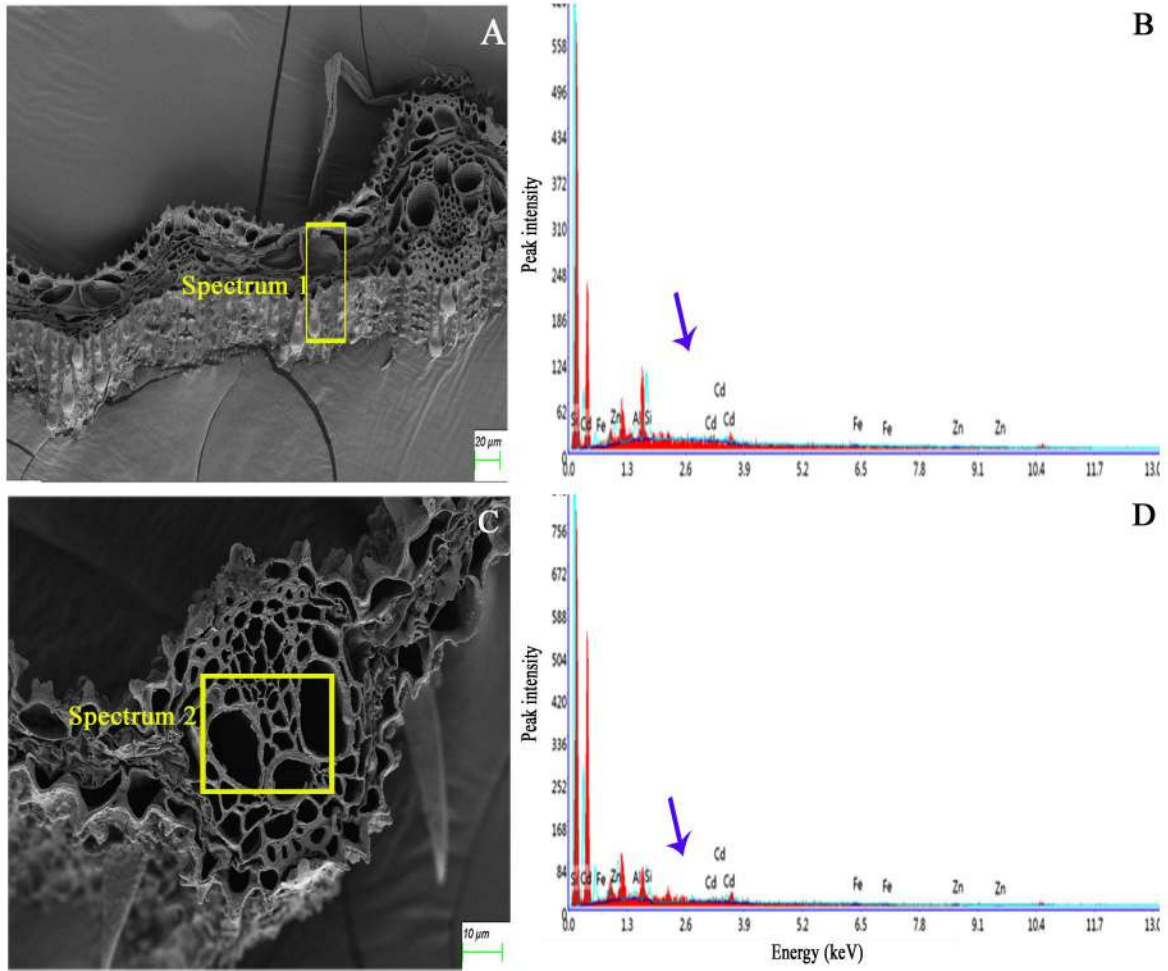 A
Spectrum 1
20 µm
B
Peak intensity
558
496
434
372
310
248
186
124
62
0
Cd
Si Cd Fe Zn Al Si Cd Cd Fe Fe Zn Zn
0.0 1.3 2.6 3.9 5.2 6.5 7.8 9.1 10.4 11.7 13.0
C
Spectrum 2
10 µm
D
Peak intensity
756
672
588
504
420
336
252
168
84
0
Cd
Si Cd Fe Zn Al Si Cd Cd Fe Fe Zn Zn
0.0 1.3 2.6 3.9 5.2 6.5 7.8 9.1 10.4 11.7 13.0
Energy (keV)